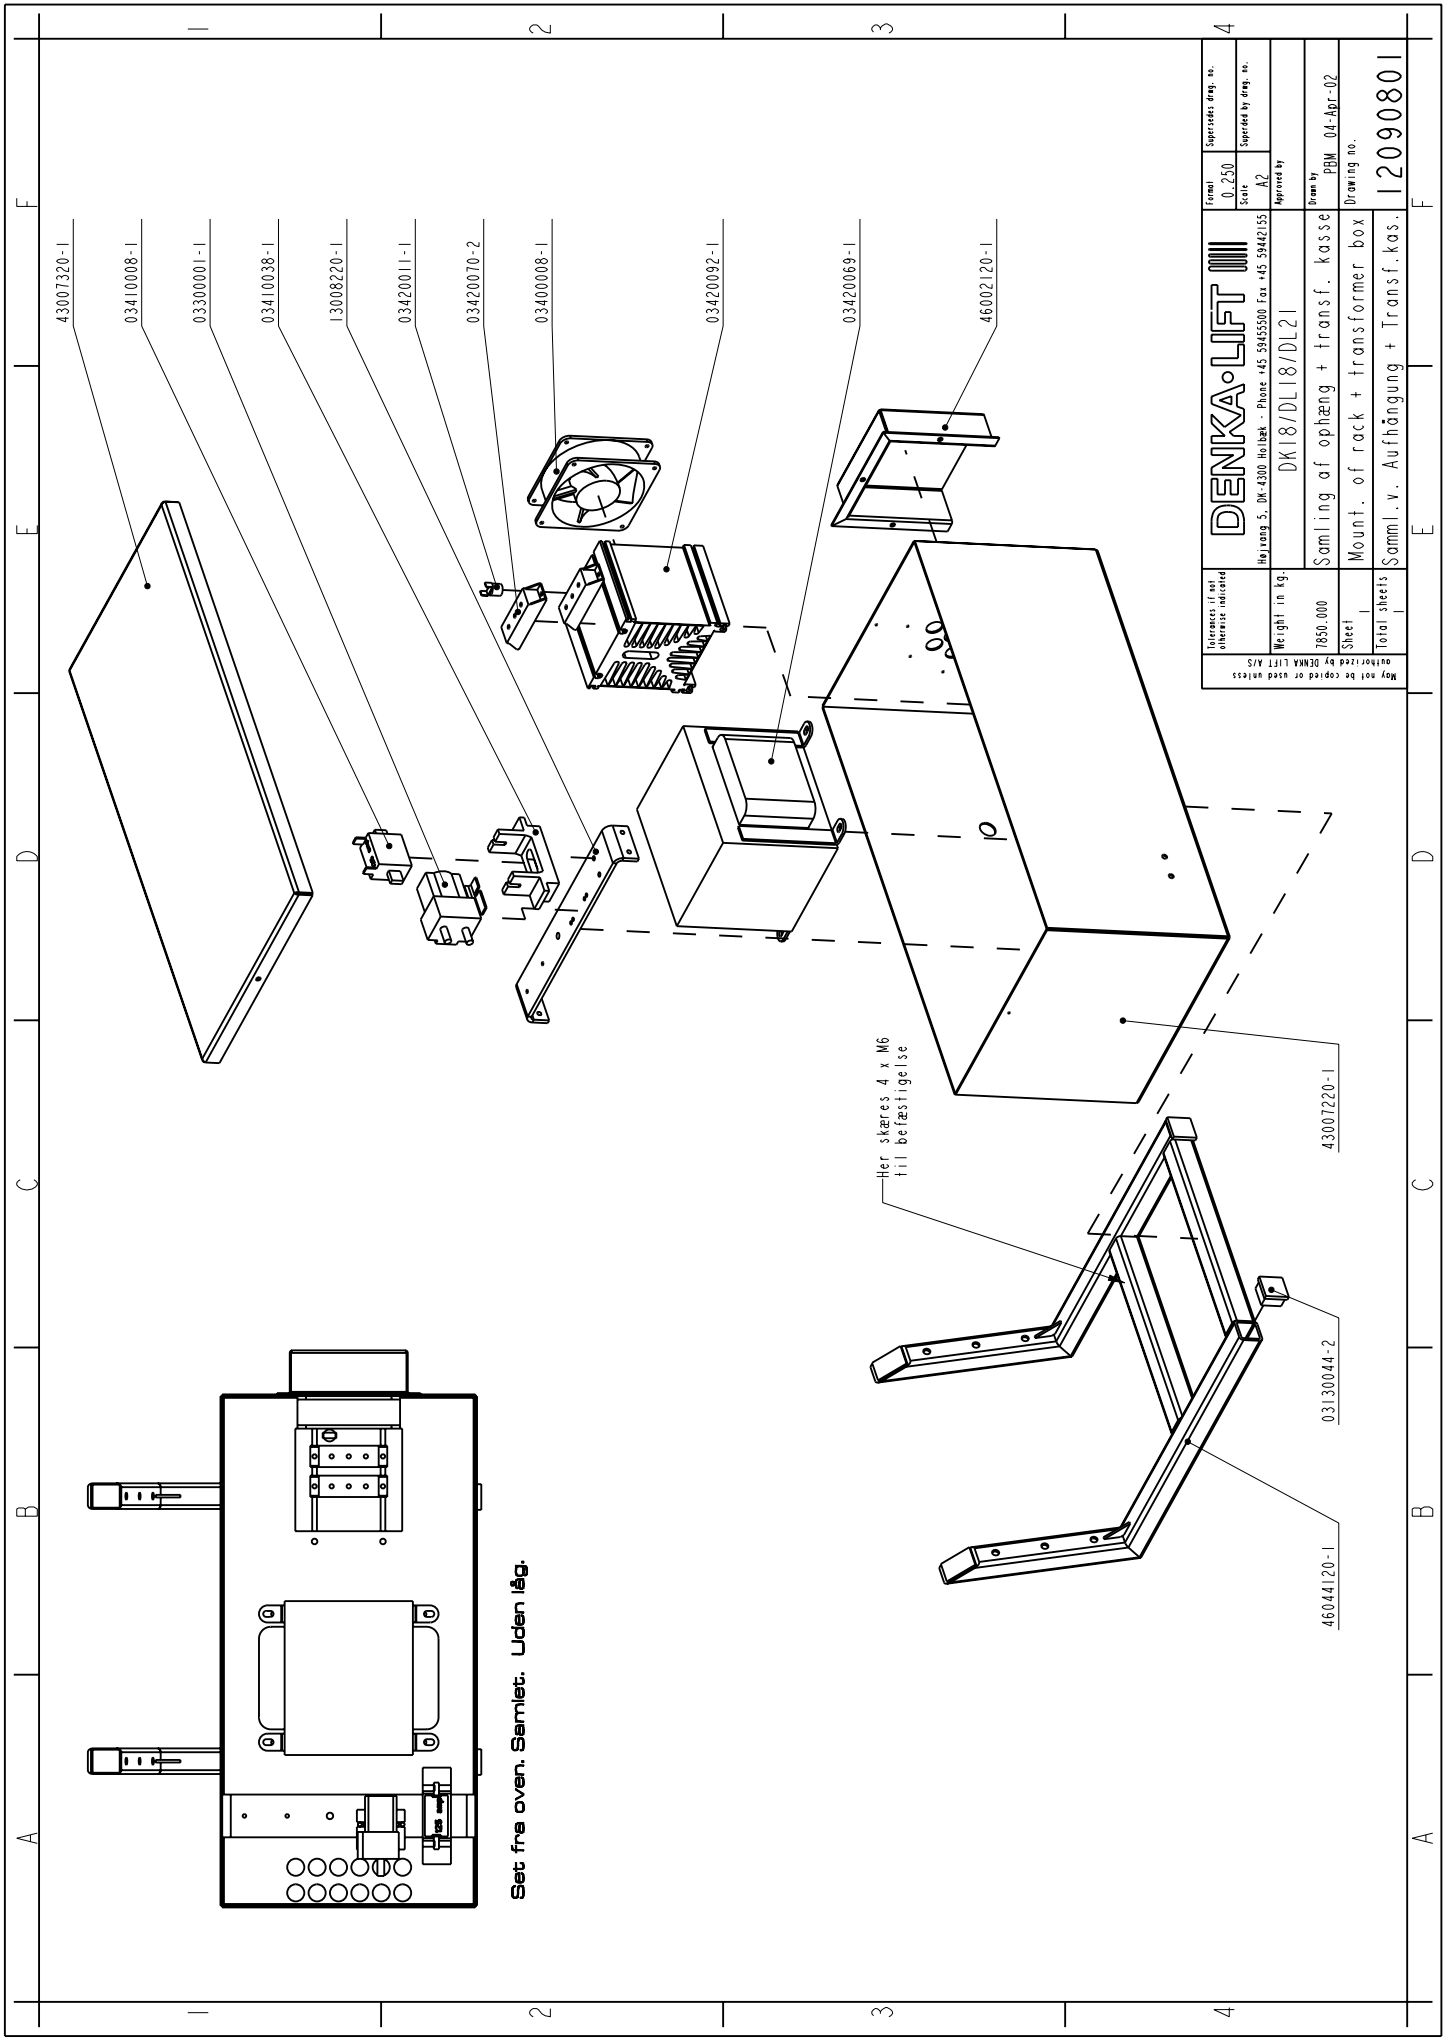 A
B
C
D
E
F
1
2
3
4
43007320-1
03410008-1
03300001-1
03410038-1
13008220-1
03420011-1
03420070-2
03400008-1
03420092-1
03420069-1
46002120-1
Set fra oven. Samlet. Uden låg.
125 amp
Her skæres 4 x M6
til befæstigelse
46044120-1
03130044-2
43007220-1
May not be copied or used unless
authorized by DENKA LIFT A/S
Tolerances if not
otherwise indicated
Weight in kg.
7850.000
Sheet
1
Total sheets
1
DENKA•LIFT
Højvang 5, DK-4300 Holbæk - Phone +45 59455500 Fax +45 59442155
DK18/DL18/DL21
Samling af ophæng + transf. kasse
Mount. of rack + transformer box
Samml.v. Aufhängung + Transf.kas.
Format
0.250
Supersedes drwg. no.
Scale
A2
Superded by drwg. no.
Approved by
Drawn by
PBM 04-Apr-02
Drawing no.
12090801
1
2
3
4
A
B
C
D
E
F